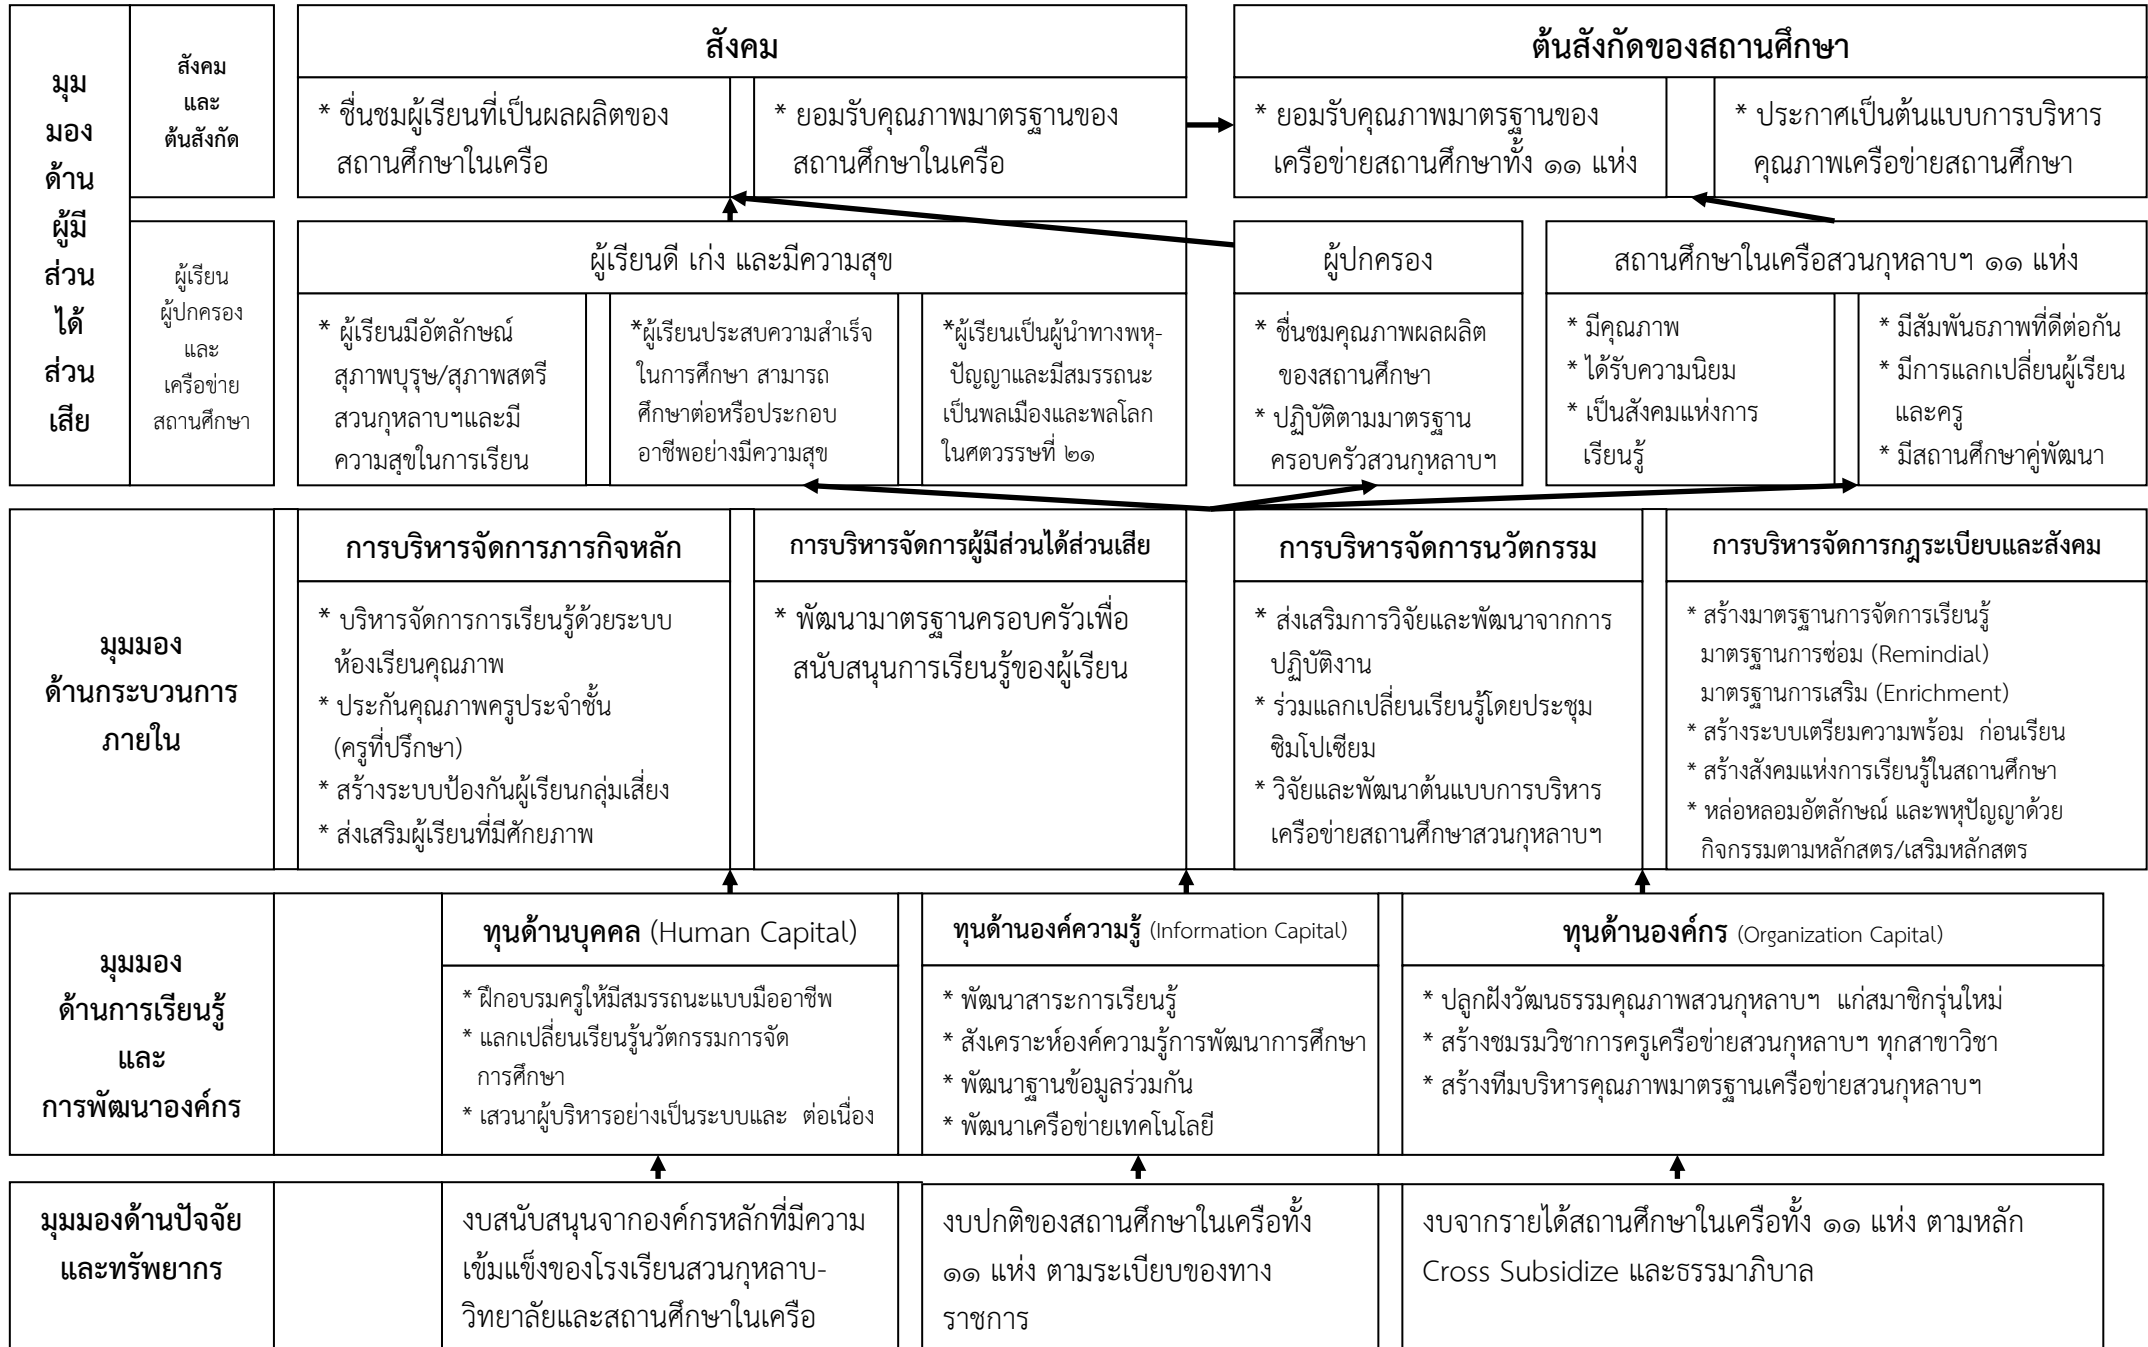 มุม
มอง
ด้าน
ผู้มี
ส่วน
ได้
ส่วน
เสีย
สังคม
และ
ต้นสังกัด
สังคม
* ชื่นชมผู้เรียนที่เป็นผลผลิตของ
สถานศึกษาในเครือ
* ยอมรับคุณภาพมาตรฐานของ
สถานศึกษาในเครือ
ต้นสังกัดของสถานศึกษา
* ยอมรับคุณภาพมาตรฐานของ
เครือข่ายสถานศึกษาทั้ง ๑๑ แห่ง
* ประกาศเป็นต้นแบบการบริหาร
คุณภาพเครือข่ายสถานศึกษา
ผู้เรียน
ผู้ปกครอง
และ
เครือข่าย
สถานศึกษา
ผู้เรียนดี เก่ง และมีความสุข
* ผู้เรียนมีอัตลักษณ์
สุภาพบุรุษ/สุภาพสตรี
สวนกุหลาบฯและมี
ความสุขในการเรียน
*ผู้เรียนประสบความสำเร็จ
ในการศึกษา สามารถ
ศึกษาต่อหรือประกอบ
อาชีพอย่างมีความสุข
*ผู้เรียนเป็นผู้นำทางพหุ-
ปัญญาและมีสมรรถนะ
เป็นพลเมืองและพลโลก
ในศตวรรษที่ ๒๑
ผู้ปกครอง
* ชื่นชมคุณภาพผลผลิต
ของสถานศึกษา
* ปฏิบัติตามมาตรฐาน
ครอบครัวสวนกุหลาบฯ
สถานศึกษาในเครือสวนกุหลาบฯ ๑๑ แห่ง
* มีคุณภาพ
* ได้รับความนิยม
* เป็นสังคมแห่งการ
เรียนรู้
* มีสัมพันธภาพที่ดีต่อกัน
* มีการแลกเปลี่ยนผู้เรียน
และครู
* มีสถานศึกษาคู่พัฒนา
มุมมอง
ด้านกระบวนการ
ภายใน
การบริหารจัดการภารกิจหลัก
* บริหารจัดการการเรียนรู้ด้วยระบบ
ห้องเรียนคุณภาพ
* ประกันคุณภาพครูประจำชั้น
(ครูที่ปรึกษา)
* สร้างระบบป้องกันผู้เรียนกลุ่มเสี่ยง
* ส่งเสริมผู้เรียนที่มีศักยภาพ
การบริหารจัดการผู้มีส่วนได้ส่วนเสีย
* พัฒนามาตรฐานครอบครัวเพื่อ
สนับสนุนการเรียนรู้ของผู้เรียน
การบริหารจัดการนวัตกรรม
* ส่งเสริมการวิจัยและพัฒนาจากการ
ปฏิบัติงาน
* ร่วมแลกเปลี่ยนเรียนรู้โดยประชุม
ซิมโปเซียม
* วิจัยและพัฒนาต้นแบบการบริหาร
เครือข่ายสถานศึกษาสวนกุหลาบฯ
การบริหารจัดการกฎระเบียบและสังคม
* สร้างมาตรฐานการจัดการเรียนรู้
มาตรฐานการซ่อม (Remindial)
มาตรฐานการเสริม (Enrichment)
* สร้างระบบเตรียมความพร้อม ก่อนเรียน
* สร้างสังคมแห่งการเรียนรู้ในสถานศึกษา
* หล่อหลอมอัตลักษณ์ และพหุปัญญาด้วย
กิจกรรมตามหลักสตร/เสริมหลักสตร
มุมมอง
ด้านการเรียนรู้
และ
การพัฒนาองค์กร
ทุนด้านบุคคล (Human Capital)
* ฝึกอบรมครูให้มีสมรรถนะแบบมืออาชีพ
* แลกเปลี่ยนเรียนรู้นวัตกรรมการจัด
การศึกษา
* เสวนาผู้บริหารอย่างเป็นระบบและ ต่อเนื่อง
ทุนด้านองค์ความรู้ (Information Capital)
* พัฒนาสาระการเรียนรู้
* สังเคราะห์องค์ความรู้การพัฒนาการศึกษา
* พัฒนาฐานข้อมูลร่วมกัน
* พัฒนาเครือข่ายเทคโนโลยี
ทุนด้านองค์กร (Organization Capital)
* ปลูกฝังวัฒนธรรมคุณภาพสวนกุหลาบฯ แก่สมาชิกรุ่นใหม่
* สร้างชมรมวิชาการครูเครือข่ายสวนกุหลาบฯ ทุกสาขาวิชา
* สร้างทีมบริหารคุณภาพมาตรฐานเครือข่ายสวนกุหลาบฯ
มุมมองด้านปัจจัย
และทรัพยากร
งบสนับสนุนจากองค์กรหลักที่มีความ
เข้มแข็งของโรงเรียนสวนกุหลาบ-
วิทยาลัยและสถานศึกษาในเครือ
งบปกติของสถานศึกษาในเครือทั้ง
๑๑ แห่ง ตามระเบียบของทาง
ราชการ
งบจากรายได้สถานศึกษาในเครือทั้ง ๑๑ แห่ง ตามหลัก
Cross Subsidize และธรรมาภิบาล